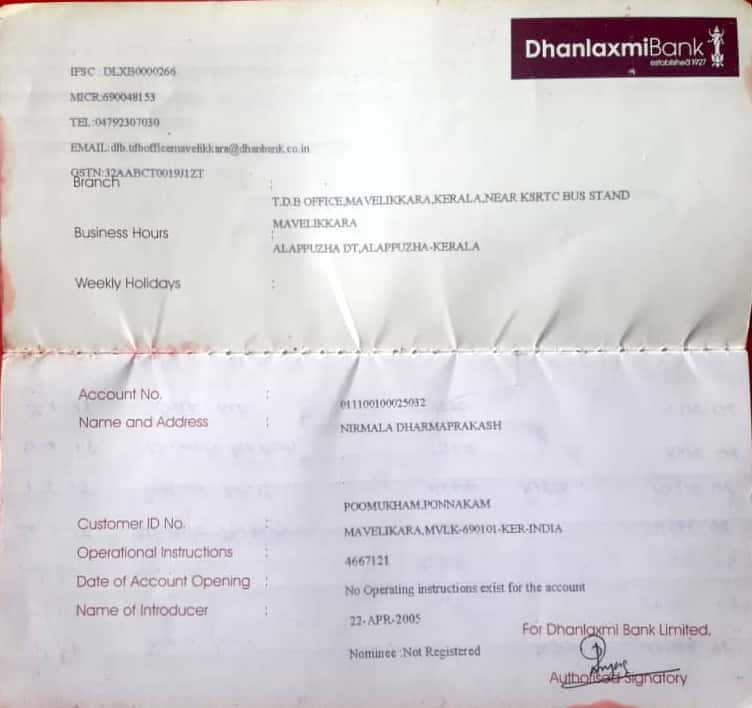 DhanlaxmiBank
established 1927
IFSC : DLXB0000266
MICR:690048153
TEL:04792307030
EMAIL:dlb.tdbofficemavelikkara@dhanbank.co.in
GSTN:32AABCT0019J1ZT
Branch :
T.D.B OFFICE,MAVELIKKARA,KERALA,NEAR KSRTC BUS STAND
MAVELIKKARA
Business Hours :
ALAPPUZHA DT,ALAPPUZHA-KERALA
Weekly Holidays :
Account No. : 011100100025032
Name and Address : NIRMALA DHARMAPRAKASH
POOMUKHAM,PONNAKAM
Customer ID No. : MAVELIKARA,MVLK-690101-KER-INDIA
Operational Instructions : 4667121
Date of Account Opening : No Operating instructions exist for the account
Name of Introducer : 22-APR-2005
For Dhanlaxmi Bank Limited,
Nominee :Not Registered
Authorised Signatory